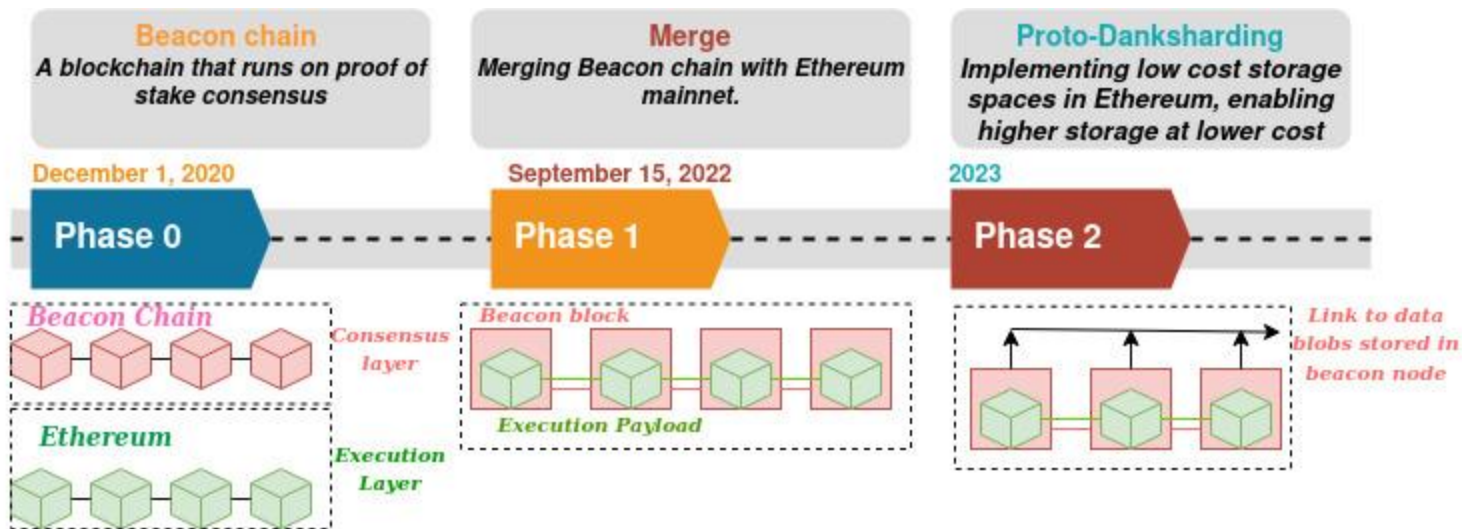 Beacon chain
A blockchain that runs on proof of
stake consensus
Merge
Merging Beacon chain with Ethereum
mainnet.
Proto-Danksharding
Implementing low cost storage
spaces in Ethereum, enabling
higher storage at lower cost
December 1, 2020
September 15, 2022
2023
Phase 0
Phase 1
Phase 2
Beacon Chain
Consensus
layer
Ethereum
Execution
Layer
Beacon block
Execution Payload
Link to data
blobs stored in
beacon node